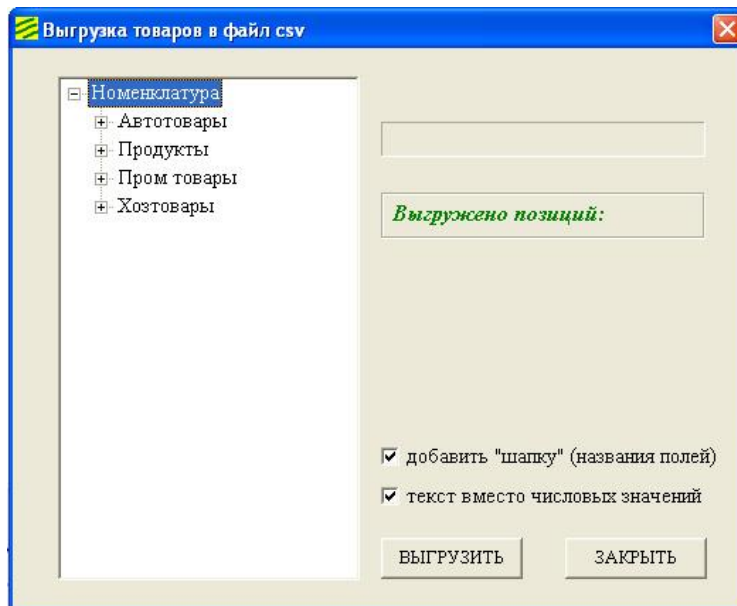 Выгрузка товаров в файл csv
Номенклатура
Автотовары
Продукты
Пром товары
Хозтовары
Выгружено позиций:
добавить "шапку" (названия полей)
текст вместо числовых значений
ВЫГРУЗИТЬ
ЗАКРЫТЬ